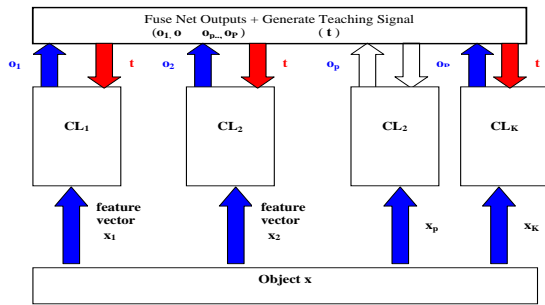 Fuse Net Outputs + Generate Teaching Signal
(o1, o op.., oP ) ( t )
o1 t o2 t op oP t
CL1 CL2 CL2 CLK
feature vector x1
feature vector x2
xp
xK
Object x